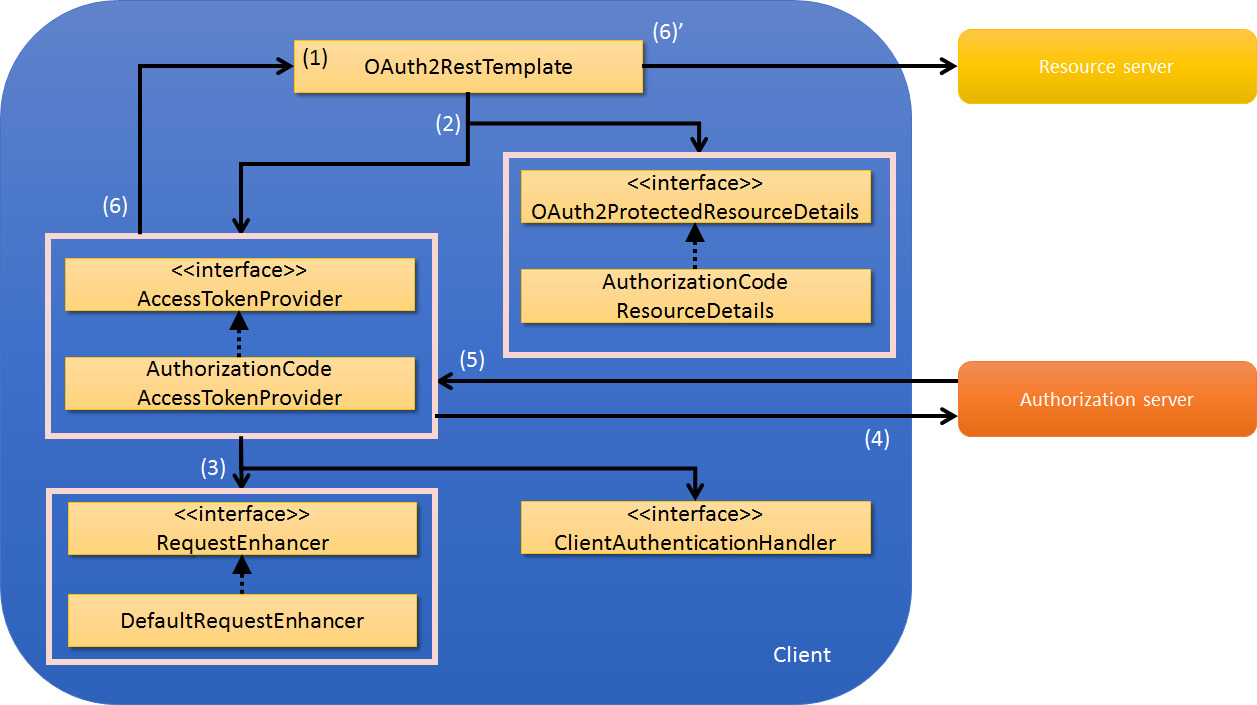 (6)’
(1)
OAuth2RestTemplate
Resource server
(2)
<<interface>>
OAuth2ProtectedResourceDetails
(6)
<<interface>>
AccessTokenProvider
AuthorizationCode
ResourceDetails
(5)
AuthorizationCode
AccessTokenProvider
Authorization server
(4)
(3)
<<interface>>
RequestEnhancer
<<interface>>
ClientAuthenticationHandler
DefaultRequestEnhancer
Client